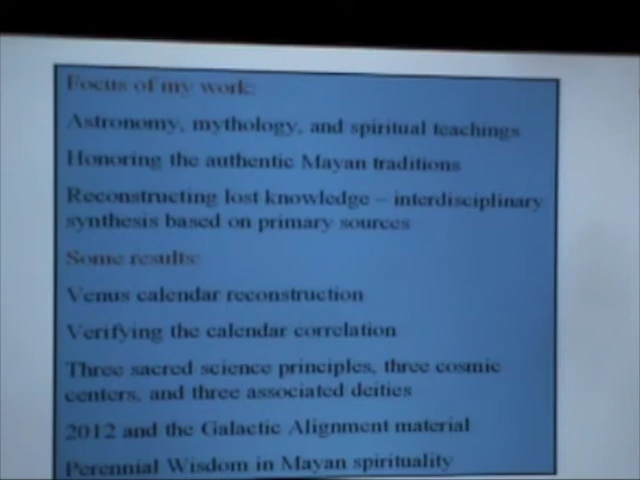 Focus of my work:
Astronomy, mythology, and spiritual teachings
Honoring the authentic Mayan traditions
Reconstructing lost knowledge – interdisciplinary
synthesis based on primary sources
Some results:
Venus calendar reconstruction
Verifying the calendar correlation
Three sacred science principles, three cosmic
centers, and three associated deities
2012 and the Galactic Alignment material
Perennial Wisdom in Mayan spirituality